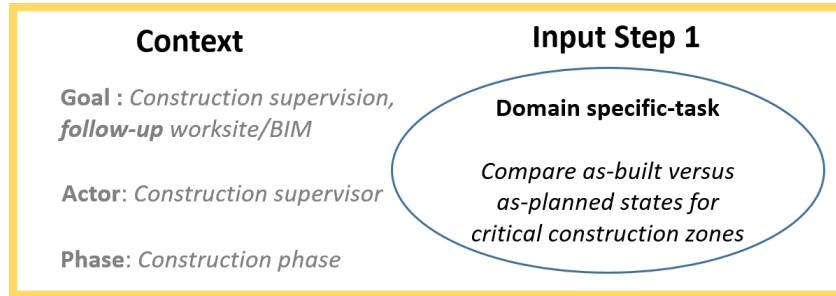 Context
Goal : Construction supervision,
follow-up worksite/BIM
Actor: Construction supervisor
Phase: Construction phase
Input Step 1
Domain specific-task
Compare as-built versus
as-planned states for
critical construction zones